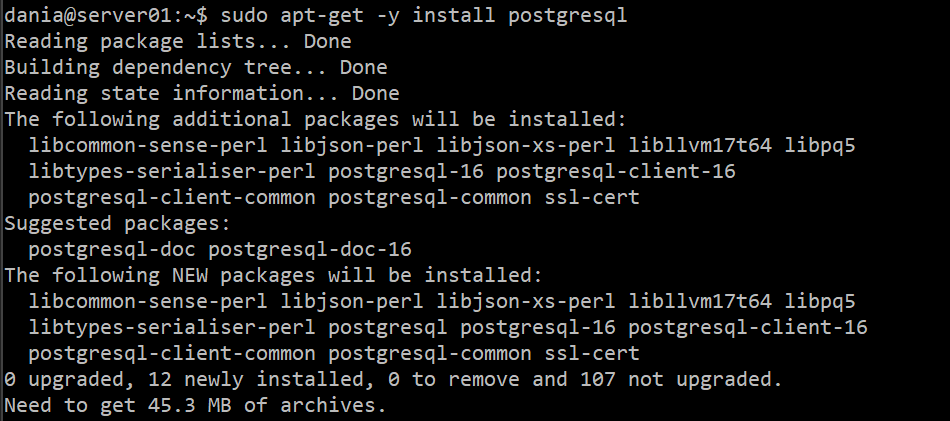 dania@server01:~$ sudo apt-get -y install postgresql
Reading package lists... Done
Building dependency tree... Done
Reading state information... Done
The following additional packages will be installed:
  libcommon-sense-perl libjson-perl libjson-xs-perl libllvm17t64 libpq5
  libtypes-serialiser-perl postgresql-16 postgresql-client-16
  postgresql-client-common postgresql-common ssl-cert
Suggested packages:
  postgresql-doc postgresql-doc-16
The following NEW packages will be installed:
  libcommon-sense-perl libjson-perl libjson-xs-perl libllvm17t64 libpq5
  libtypes-serialiser-perl postgresql postgresql-16 postgresql-client-16
  postgresql-client-common postgresql-common ssl-cert
0 upgraded, 12 newly installed, 0 to remove and 107 not upgraded.
Need to get 45.3 MB of archives.